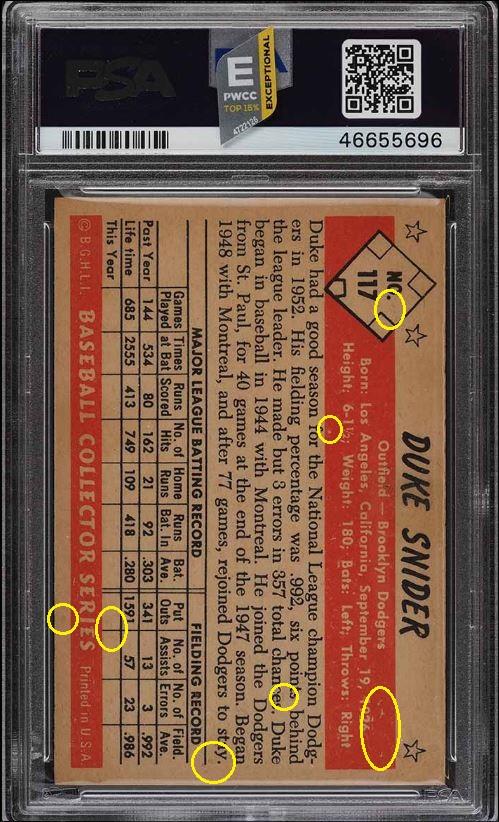 PSA
E
PWCC
TOP 15%
EXCEPTIONAL
4722126
46655696
DUKE SNIDER
Outfield — Brooklyn Dodgers
Born: Los Angeles, California, September 19, 1926
Height: 6-1½; Weight: 180; Bats: Left; Throws: Right
NO.
117
Duke had a good season for the National League champion Dodg-
ers in 1952. His fielding percentage was .992, six points behind
the league leader. He made but 3 errors in 357 total chances. Duke
began in baseball in 1944 with Montreal. He joined the Dodgers
from St. Paul, for 40 games at the end of the 1947 season. Began
1948 with Montreal, and after 77 games, rejoined Dodgers to stay.
MAJOR LEAGUE BATTING RECORD FIELDING RECORD
Games Times Runs No. of Home Runs Bat. Put No. of No. of Field.
Played at Bat Scored Hits Runs Bat. In Ave. Outs Assists Errors Ave.
Past Year 144 534 80 162 21 92 .303 341 13 3 .992
Life time 685 2555 413 749 109 418 .280 1591 57 23 .986
This Year
© B.G.H.L.I. BASEBALL COLLECTOR SERIES Printed in U.S.A.